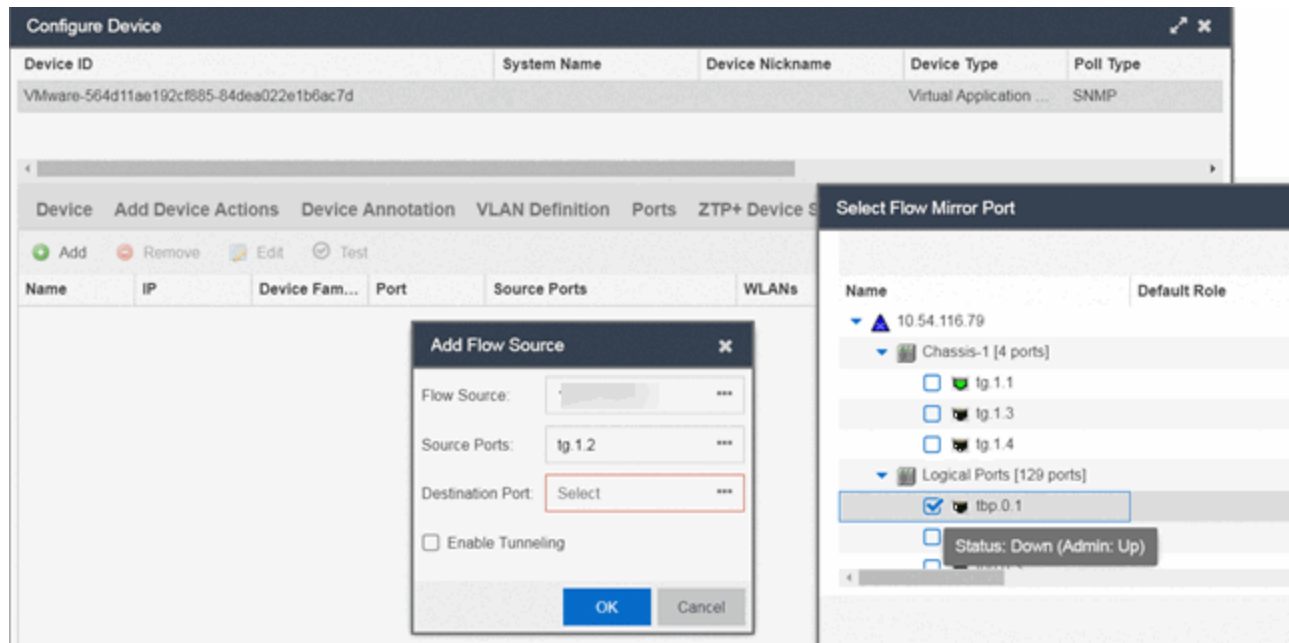 Configure Device
Device ID System Name Device Nickname Device Type Poll Type
VMware-564d11ae192cf885-84dea022e1b6ac7d Virtual Application ... SNMP
Device Add Device Actions Device Annotation VLAN Definition Ports ZTP+ Device S
Add Remove Edit Test
Name IP Device Fam... Port Source Ports WLANs
Add Flow Source
Flow Source: ...
Source Ports: tg.1.2 ...
Destination Port: Select ...
Enable Tunneling
OK Cancel
Select Flow Mirror Port
Name Default Role
10.54.116.79
Chassis-1 [4 ports]
tg.1.1
tg.1.3
tg.1.4
Logical Ports [129 ports]
tbp.0.1
Status: Down (Admin: Up)